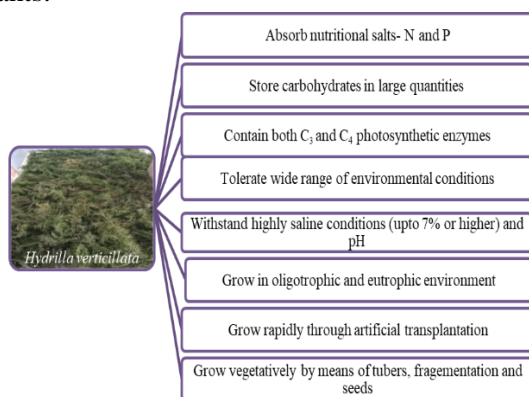 Absorb nutritional salts- N and P
Store carbohydrates in large quantities
Contain both C₃ and C₄ photosynthetic enzymes
Tolerate wide range of environmental conditions
Withstand highly saline conditions (upto 7% or higher) and
pH
Grow in oligotrophic and eutrophic environment
Grow rapidly through artificial transplantation
Grow vegetatively by means of tubers, fragementation and
seeds
Hydrilla verticillata